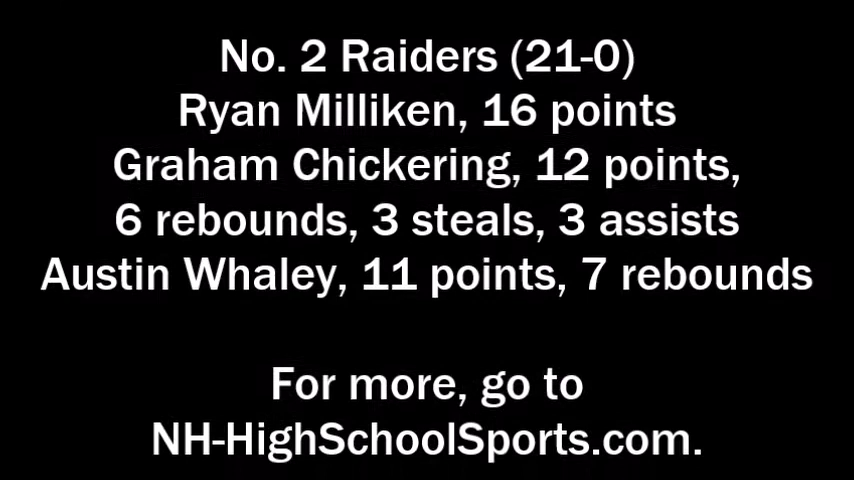 No. 2 Raiders (21-0)
Ryan Milliken, 16 points
Graham Chickering, 12 points,
6 rebounds, 3 steals, 3 assists
Austin Whaley, 11 points, 7 rebounds
For more, go to
NH-HighSchoolSports.com.